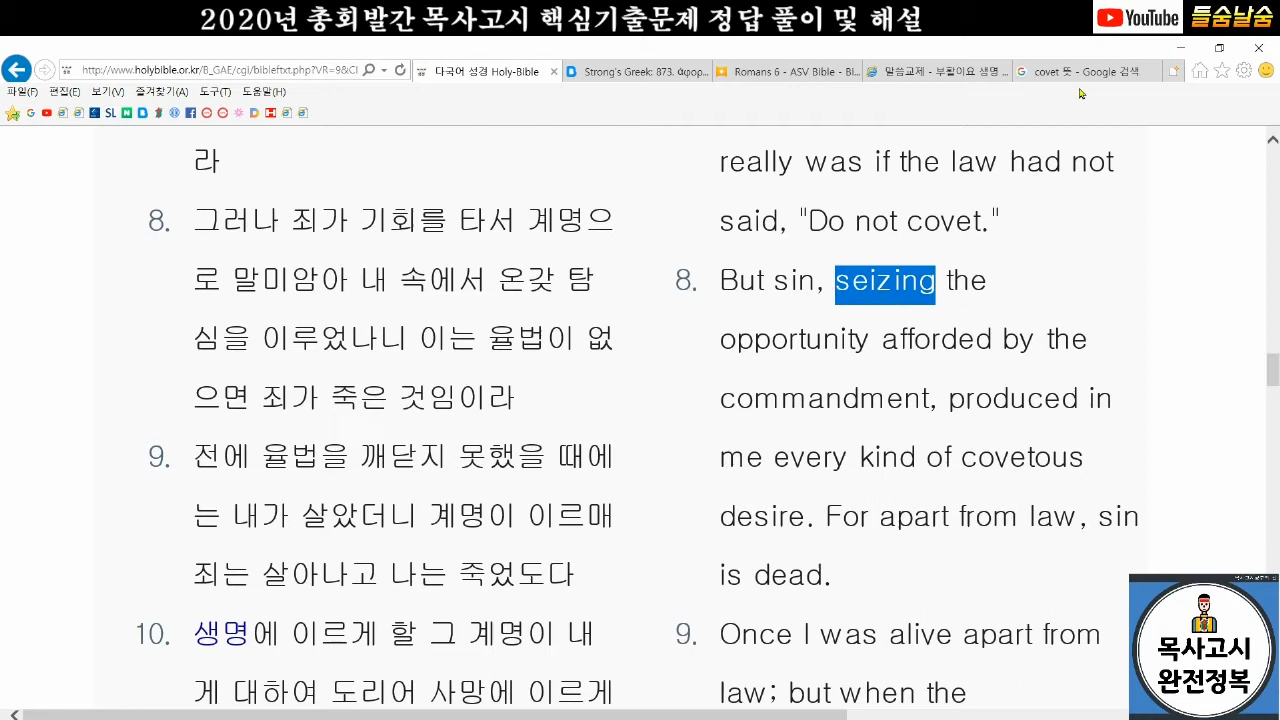 2020년 총회발간 목사고시 핵심기출문제 정답 풀이 및 해설
YouTube
들숨날숨
http://www.holybible.or.kr/B_GAE/cgi/bibleftxt.php?VR=9&CI
다국어 성경 Holy-Bible
Strong's Greek: 873. ἀφορ...
Romans 6 - ASV Bible - Bl...
말씀교제 - 부활이요 생명 ...
covet 뜻 - Google 검색
파일(F) 편집(E) 보기(V) 즐겨찾기(A) 도구(T) 도움말(H)
라
8. 그러나 죄가 기회를 타서 계명으
로 말미암아 내 속에서 온갖 탐
심을 이루었나니 이는 율법이 없
으면 죄가 죽은 것임이라
9. 전에 율법을 깨닫지 못했을 때에
는 내가 살았더니 계명이 이르매
죄는 살아나고 나는 죽었도다
10. 생명에 이르게 할 그 계명이 내
게 대하여 도리어 사망에 이르게
really was if the law had not
said, "Do not covet."
8. But sin, seizing the
opportunity afforded by the
commandment, produced in
me every kind of covetous
desire. For apart from law, sin
is dead.
9. Once I was alive apart from
law; but when the
목사고시
완전정복